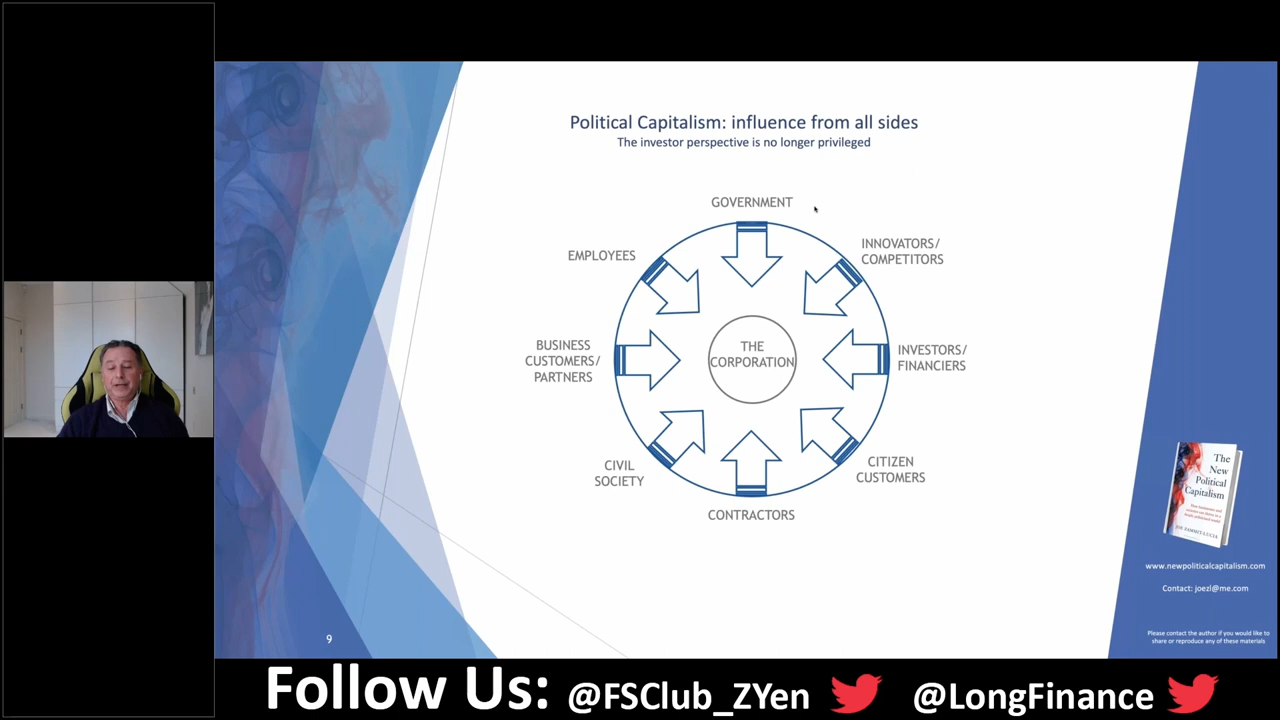 Political Capitalism: influence from all sides
The investor perspective is no longer privileged
GOVERNMENT
EMPLOYEES
INNOVATORS/
COMPETITORS
BUSINESS
CUSTOMERS/
PARTNERS
THE
CORPORATION
INVESTORS/
FINANCIERS
CIVIL
SOCIETY
CITIZEN
CUSTOMERS
CONTRACTORS
The
New
Political
Capitalism
JOE ZAMMIT-LUCIA
www.newpoliticalcapitalism.com
Contact: joezl@me.com
Please contact the author if you would like to
share or reproduce any of these materials
9
Follow Us: @FSClub_ZYen @LongFinance